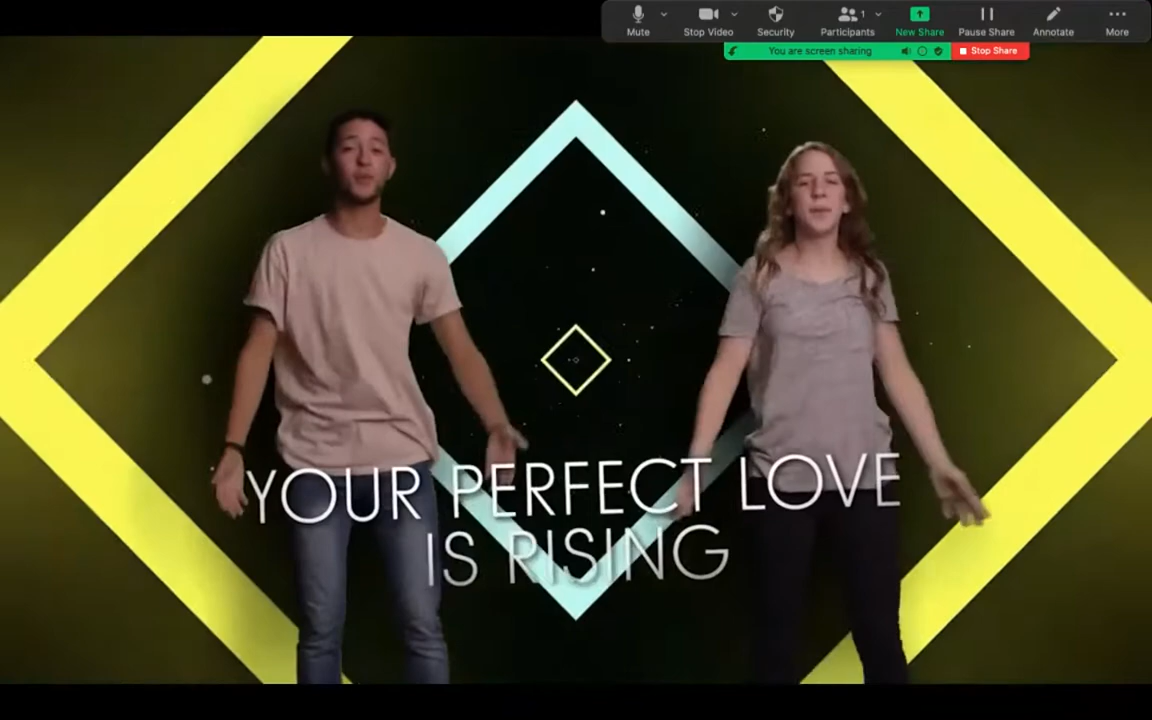 Mute
Stop Video
Security
Participants
1
New Share
Pause Share
Annotate
More
You are screen sharing
Stop Share
YOUR PERFECT LOVE
IS RISING